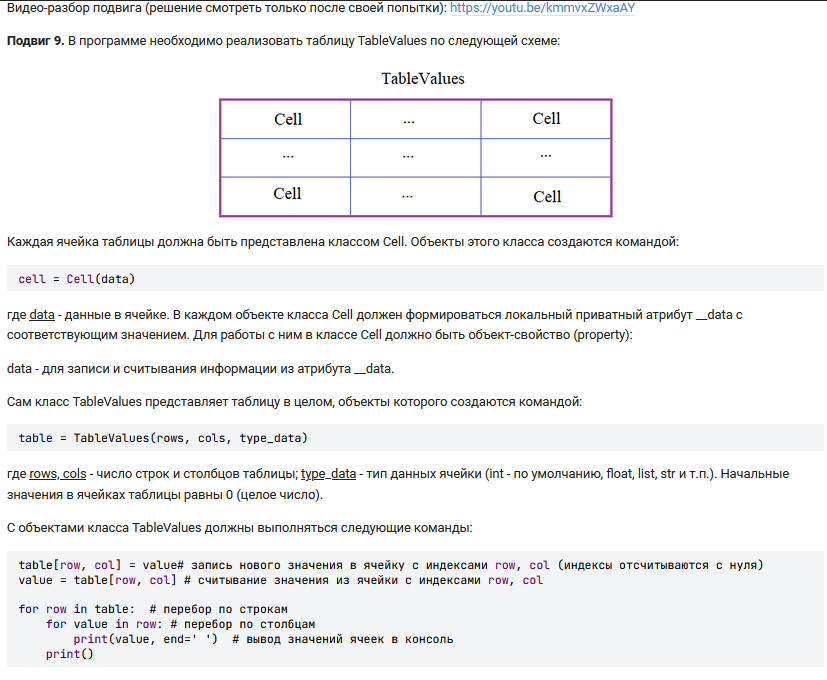 Видео-разбор подвига (решение смотреть только после своей попытки): https://youtu.be/kmmvxZWxaAY
Подвиг 9. В программе необходимо реализовать таблицу TableValues по следующей схеме:
TableValues
Cell ... Cell
... ... ...
Cell ... Cell
Каждая ячейка таблицы должна быть представлена классом Cell. Объекты этого класса создаются командой:
cell = Cell(data)
где data - данные в ячейке. В каждом объекте класса Cell должен формироваться локальный приватный атрибут __data с
соответствующим значением. Для работы с ним в классе Cell должно быть объект-свойство (property):
data - для записи и считывания информации из атрибута __data.
Сам класс TableValues представляет таблицу в целом, объекты которого создаются командой:
table = TableValues(rows, cols, type_data)
где rows, cols - число строк и столбцов таблицы; type_data - тип данных ячейки (int - по умолчанию, float, list, str и т.п.). Начальные
значения в ячейках таблицы равны 0 (целое число).
С объектами класса TableValues должны выполняться следующие команды:
table[row, col] = value# запись нового значения в ячейку с индексами row, col (индексы отсчитываются с нуля)
value = table[row, col] # считывание значения из ячейки с индексами row, col
for row in table:  # перебор по строкам
    for value in row: # перебор по столбцам
        print(value, end=' ')  # вывод значений ячеек в консоль
    print()